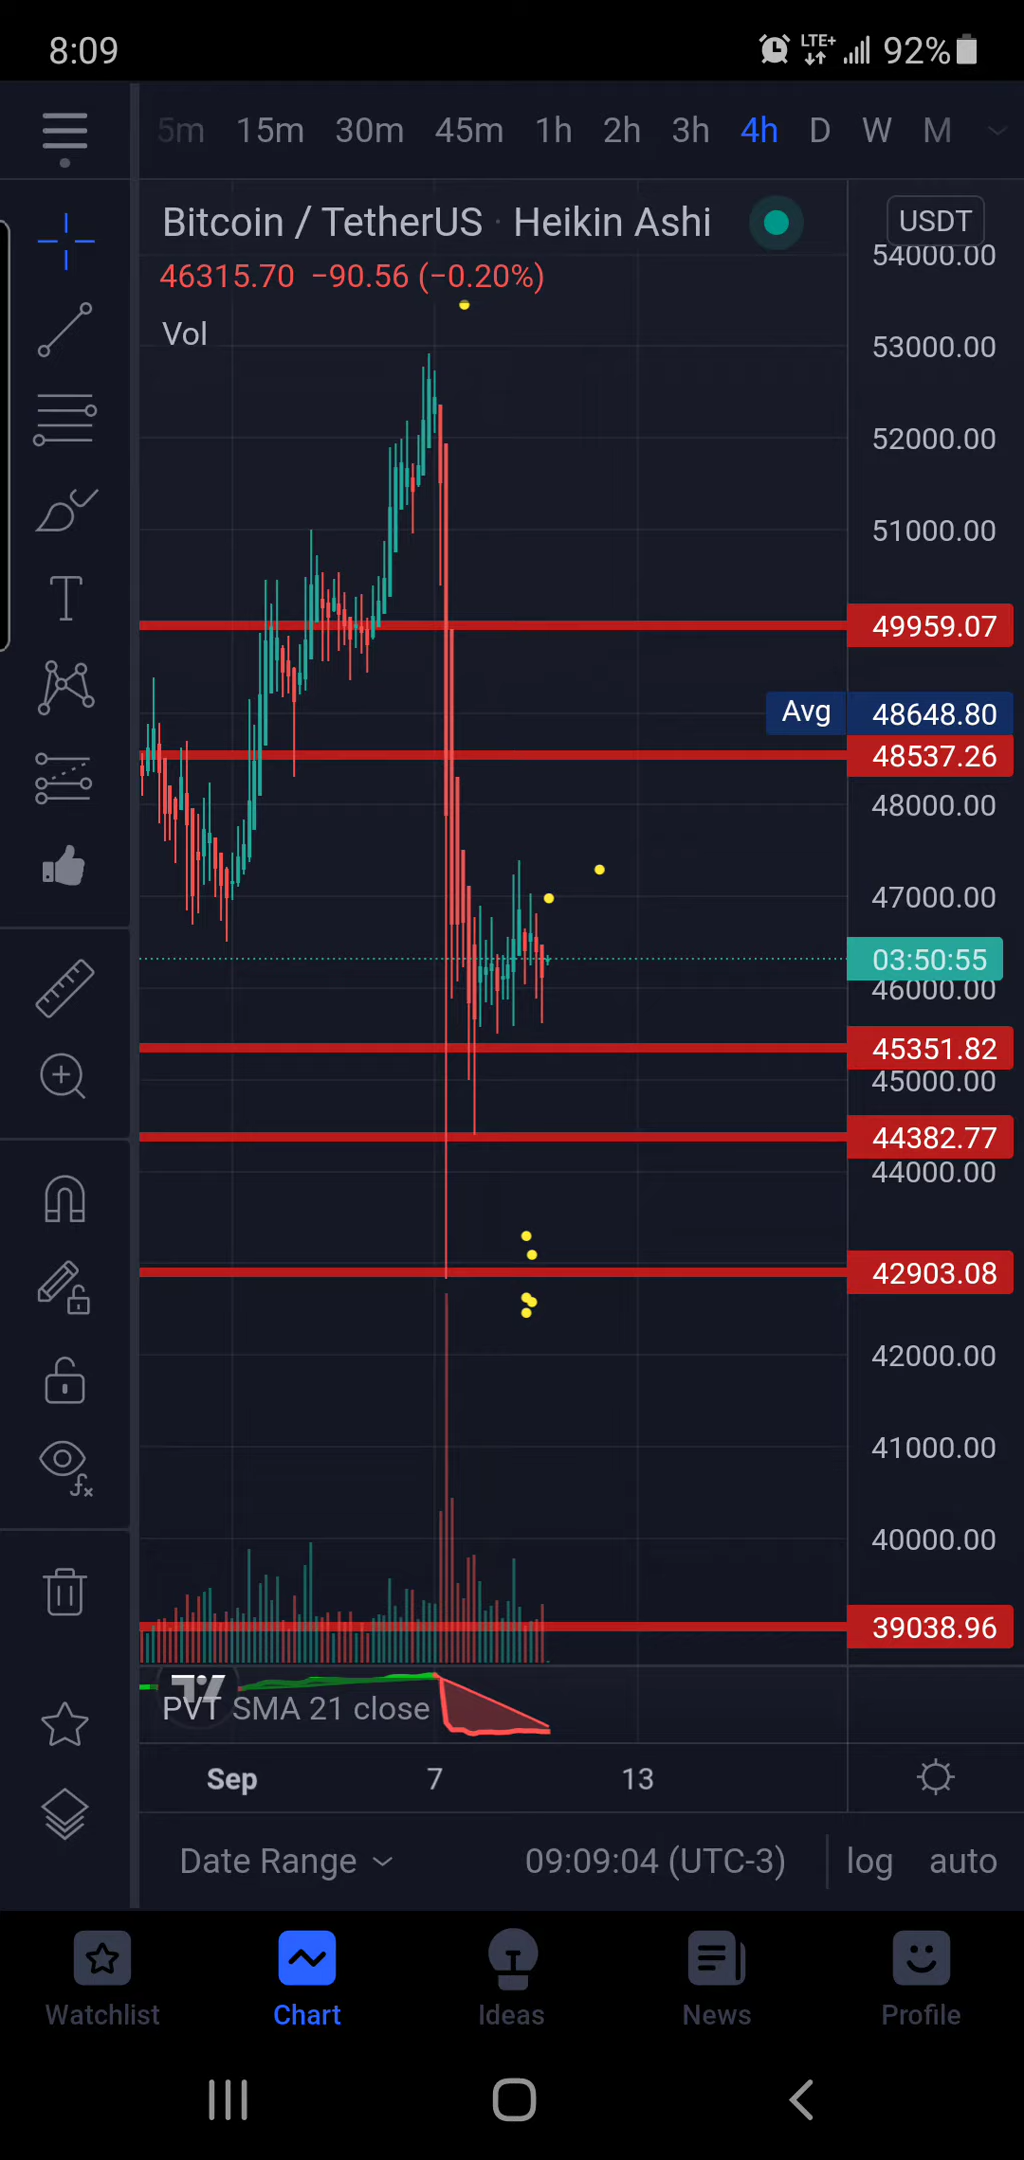 8:09 LTE+ 92%
5m 15m 30m 45m 1h 2h 3h 4h D W M
Bitcoin / TetherUS · Heikin Ashi
USDT
46315.70 −90.56 (−0.20%)
Vol
54000.00
53000.00
52000.00
51000.00
49959.07
Avg 48648.80
48537.26
48000.00
47000.00
03:50:55
46000.00
45351.82
45000.00
44382.77
44000.00
42903.08
42000.00
41000.00
40000.00
39038.96
PVT SMA 21 close
Sep 7 13
Date Range 09:09:04 (UTC-3) log auto
Watchlist Chart Ideas News Profile